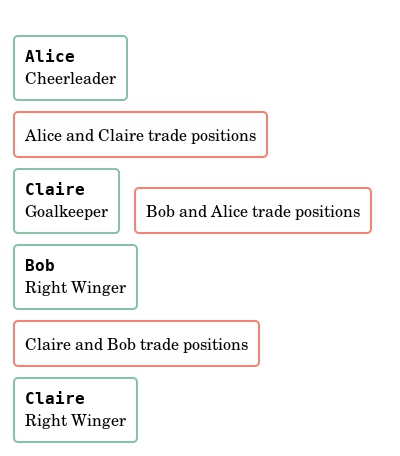 Alice
Cheerleader
Alice and Claire trade positions
Claire
Goalkeeper
Bob and Alice trade positions
Bob
Right Winger
Claire and Bob trade positions
Claire
Right Winger